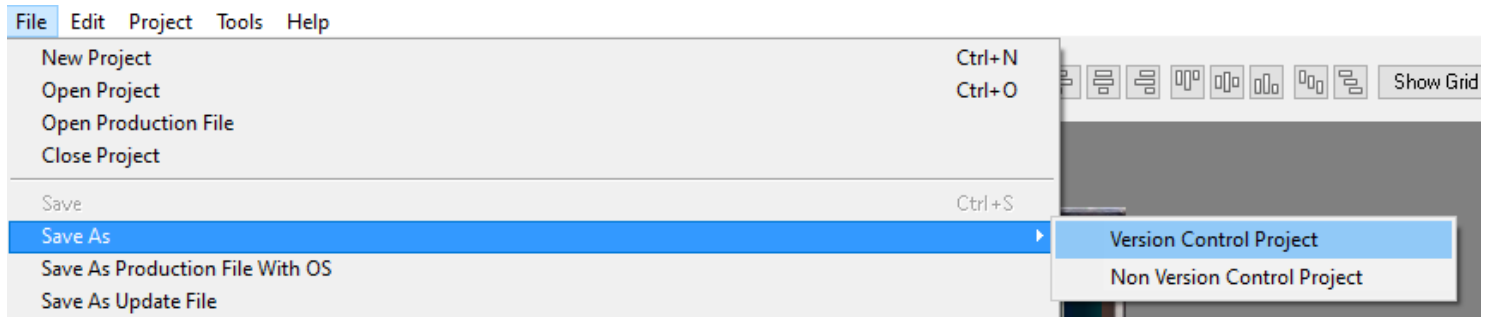 File Edit Project Tools Help
New Project Ctrl+N
Open Project Ctrl+O
Open Production File
Close Project
Show Grid
Save Ctrl+S
Save As
Save As Production File With OS
Save As Update File
Version Control Project
Non Version Control Project